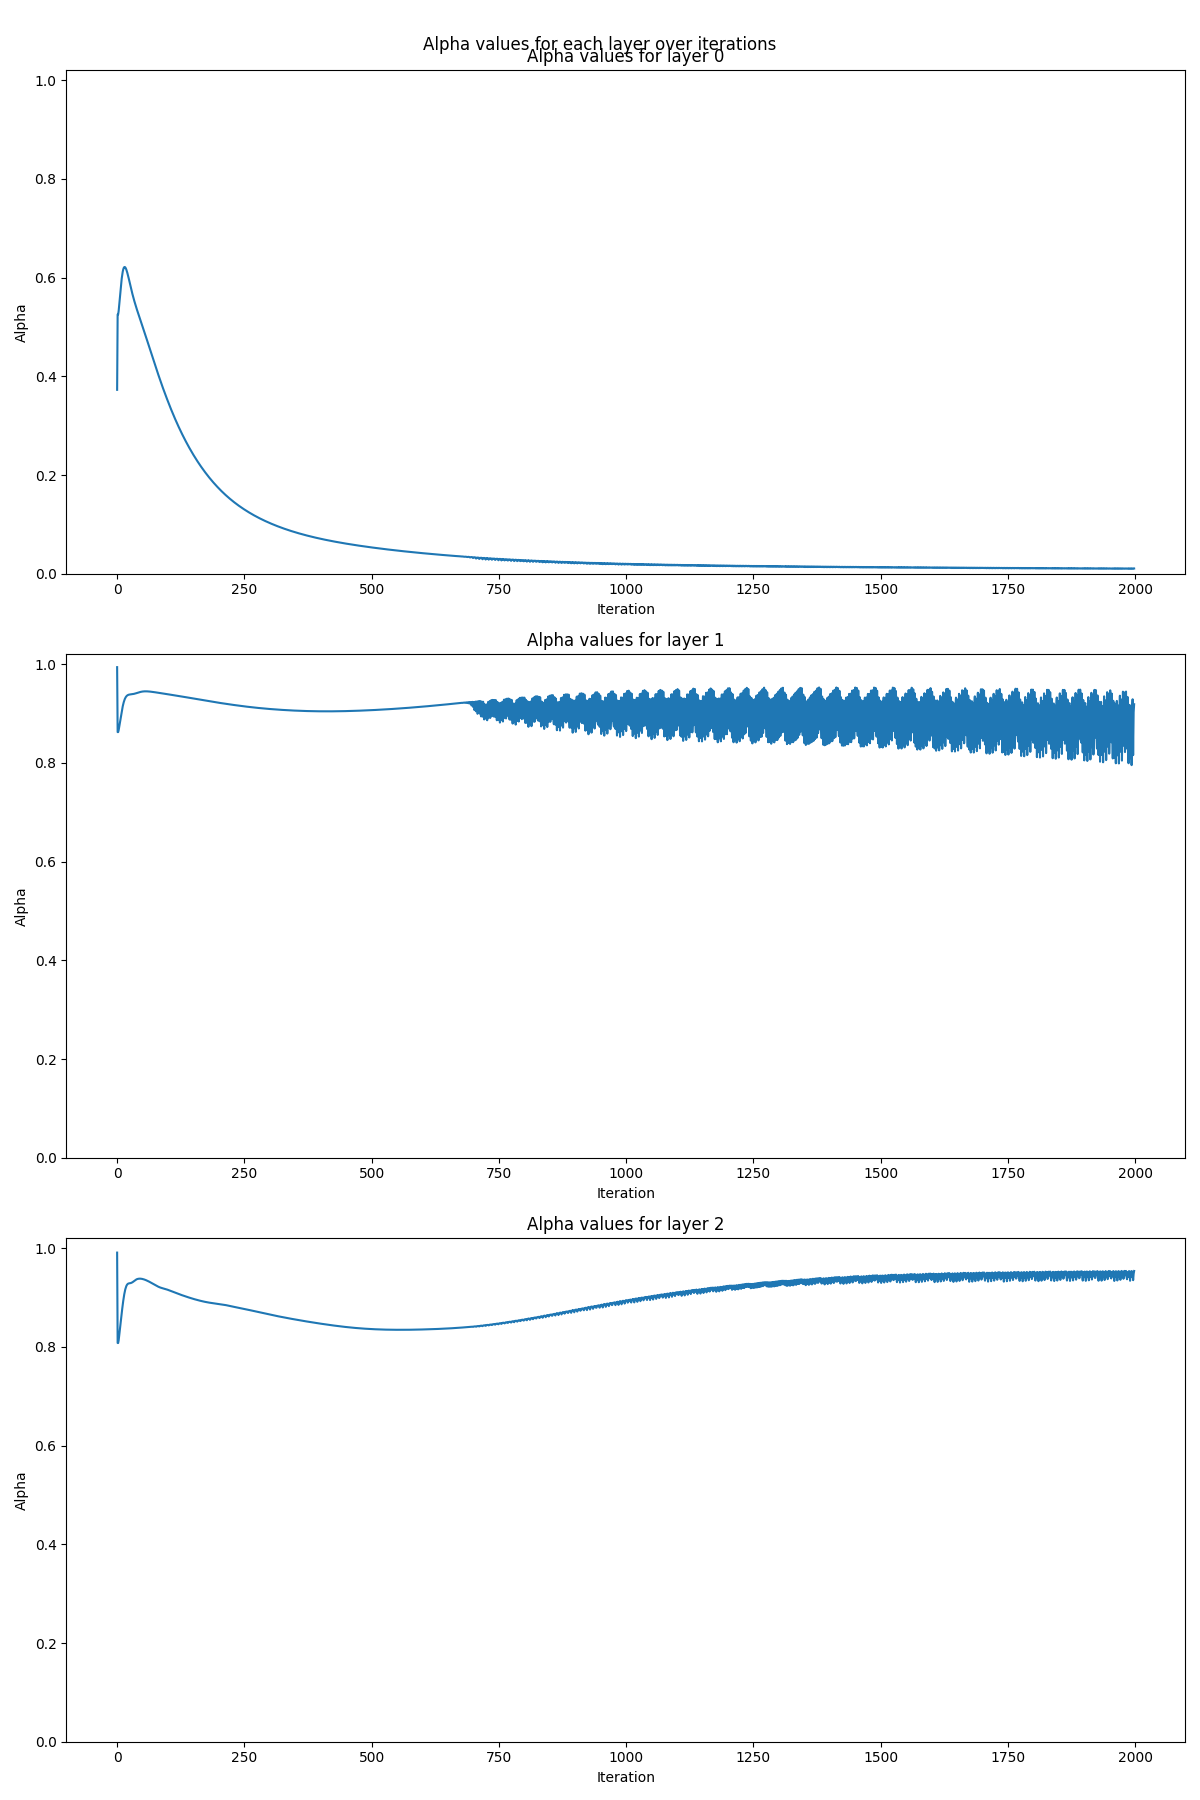 Alpha values for each layer over iterations
Alpha values for layer 0
1.0
0.8
0.6
0.4
0.2
0.0
Alpha
0 250 500 750 1000 1250 1500 1750 2000
Iteration
Alpha values for layer 1
1.0
0.8
0.6
0.4
0.2
0.0
Alpha
0 250 500 750 1000 1250 1500 1750 2000
Iteration
Alpha values for layer 2
1.0
0.8
0.6
0.4
0.2
0.0
Alpha
0 250 500 750 1000 1250 1500 1750 2000
Iteration